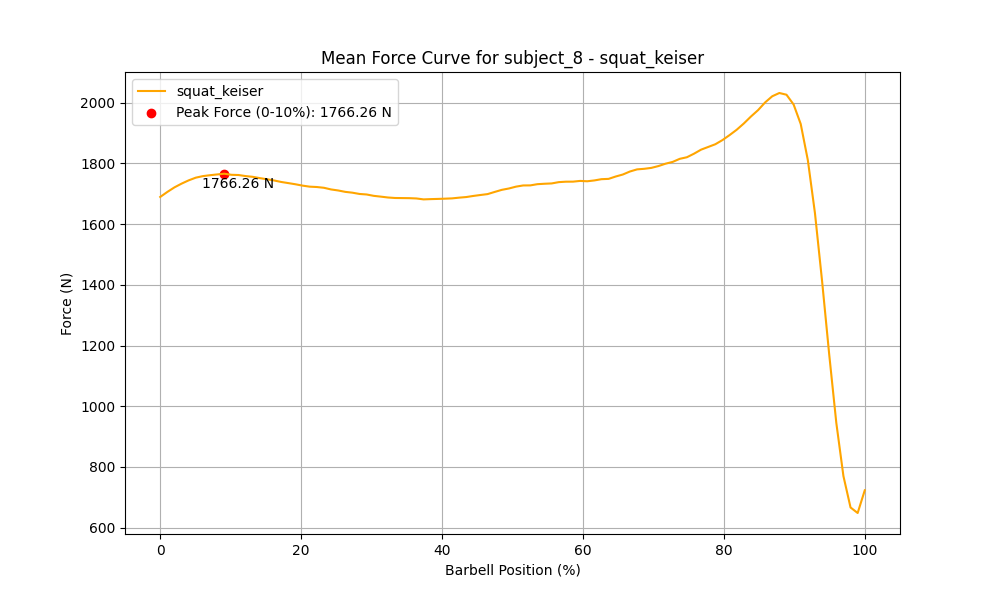 Mean Force Curve for subject_8 - squat_keiser
squat_keiser
Peak Force (0-10%): 1766.26 N
1766.26 N
2000
1800
1600
1400
1200
1000
800
600
Force (N)
0 20 40 60 80 100
Barbell Position (%)